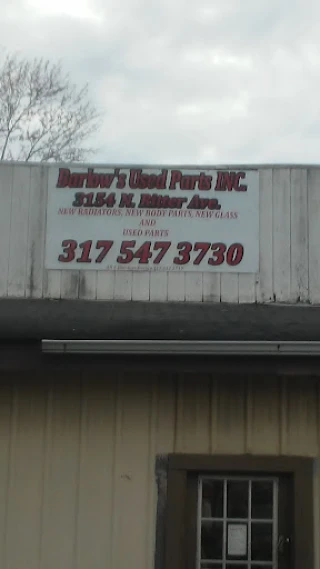 Barlow's Used Parts INC.
3154 N. Ritter Ave.
NEW RADIATORS, NEW BODY PARTS, NEW GLASS
AND
USED PARTS
317 547 3730